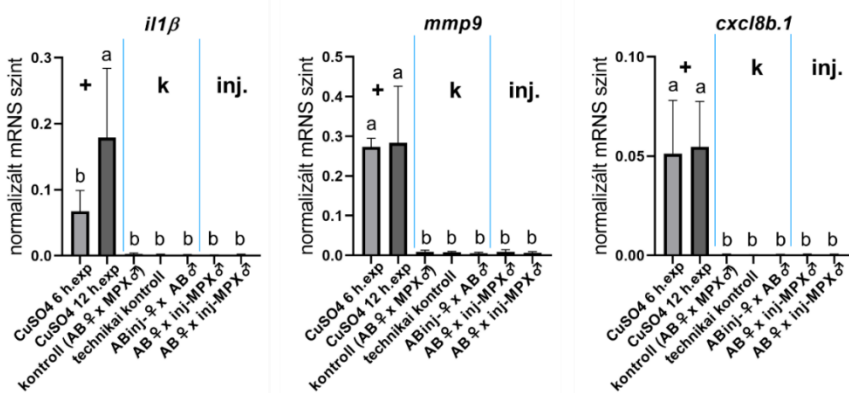 il1β
normalizált mRNS szint
0.3
0.2
0.1
0.0
+
k
inj.
b
a
b
b
b
b
b
CuSO4 6 h.exp
CuSO4 12 h.exp
kontroll (AB♀ x MPX♂)
technikai kontroll
ABinj-♀ x AB♂
AB♀ x inj-MPX♂
AB♀ x inj-MPX♂
mmp9
normalizált mRNS szint
0.5
0.4
0.3
0.2
0.1
0.0
+
k
inj.
a
a
b
b
b
b
b
CuSO4 6 h.exp
CuSO4 12 h.exp
kontroll (AB♀ x MPX♂)
technikai kontroll
ABinj-♀ x AB♂
AB♀ x inj-MPX♂
AB♀ x inj-MPX♂
cxcl8b.1
normalizált mRNS szint
0.10
0.05
0.00
+
k
inj.
a
a
b
b
b
b
b
CuSO4 6 h.exp
CuSO4 12 h.exp
kontroll (AB♀ x MPX♂)
technikai kontroll
ABinj-♀ x AB♂
AB♀ x inj-MPX♂
AB♀ x inj-MPX♂